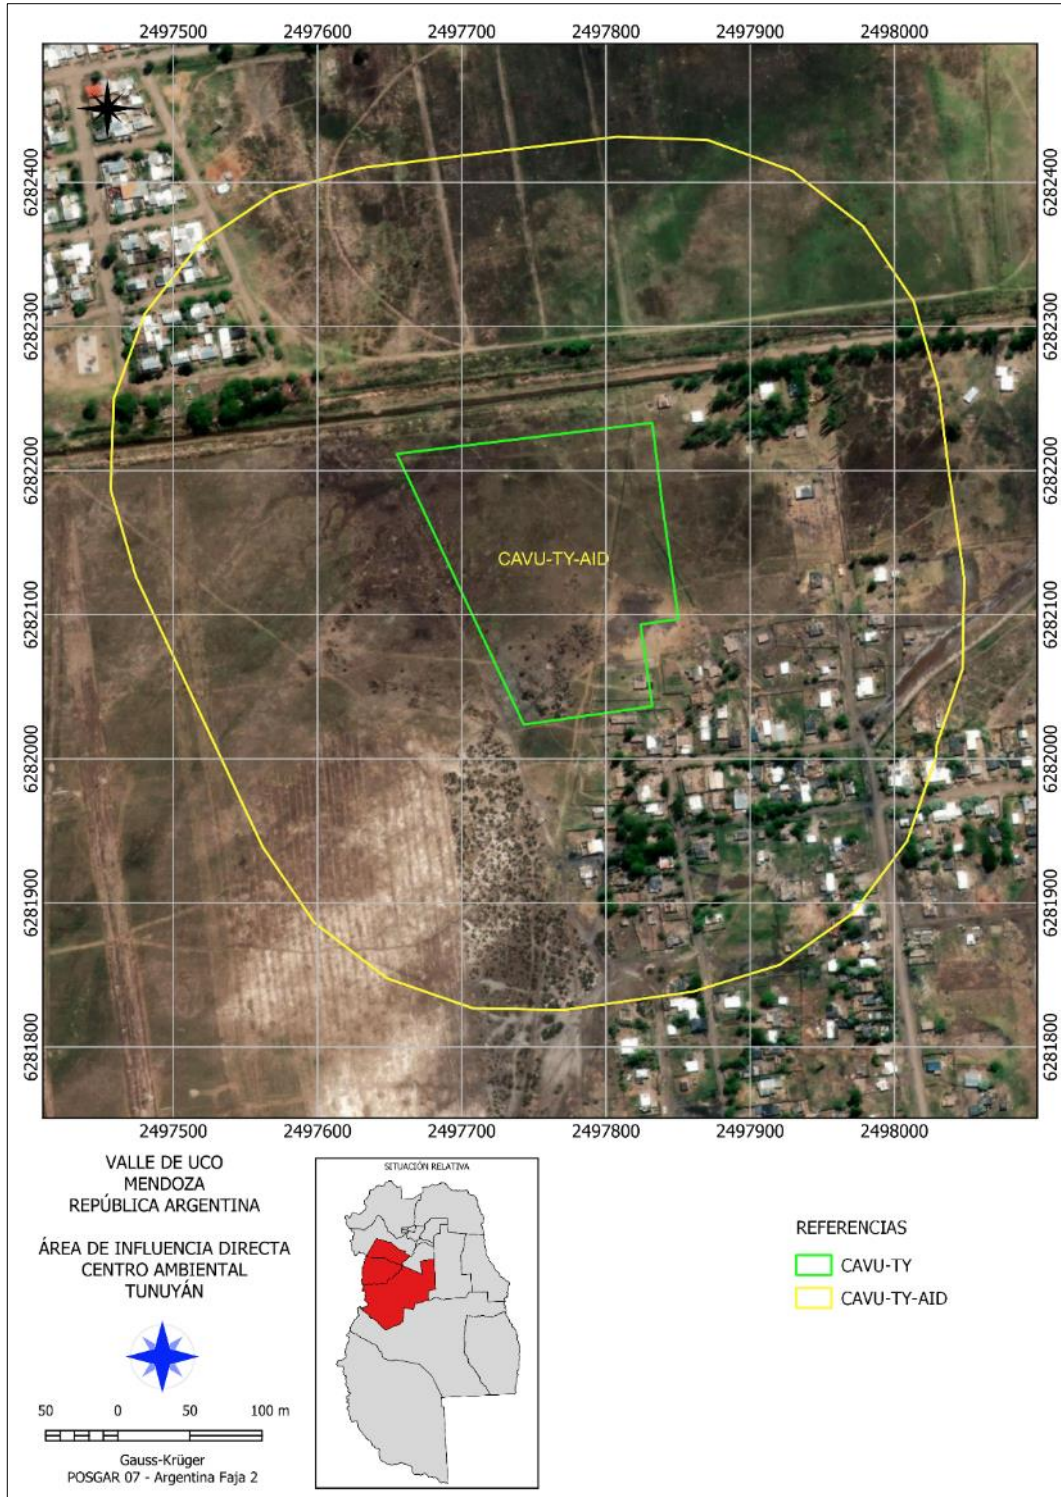 2497500 2497600 2497700 2497800 2497900 2498000
6282400 6282400
6282300 6282300
6282200 6282200
CAVU-TY-AID
6282100 6282100
6282000 6282000
6281900 6281900
6281800 6281800
2497500 2497600 2497700 2497800 2497900 2498000
VALLE DE UCO
MENDOZA
REPÚBLICA ARGENTINA
ÁREA DE INFLUENCIA DIRECTA
CENTRO AMBIENTAL
TUNUYÁN
50 0 50 100 m
Gauss-Krüger
POSGAR 07 - Argentina Faja 2
SITUACIÓN RELATIVA
REFERENCIAS
CAVU-TY
CAVU-TY-AID